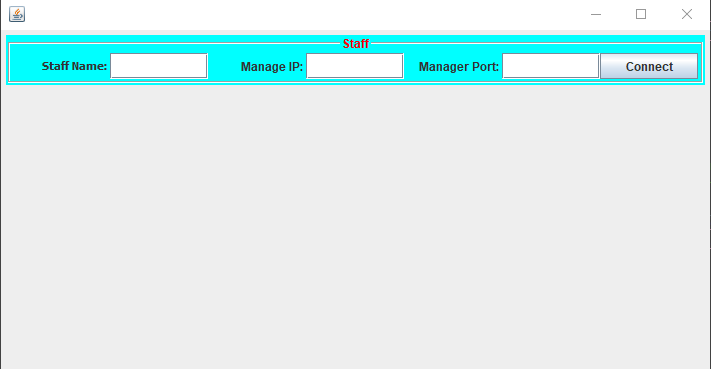 Staff
Staff Name: Manage IP: Manager Port: Connect